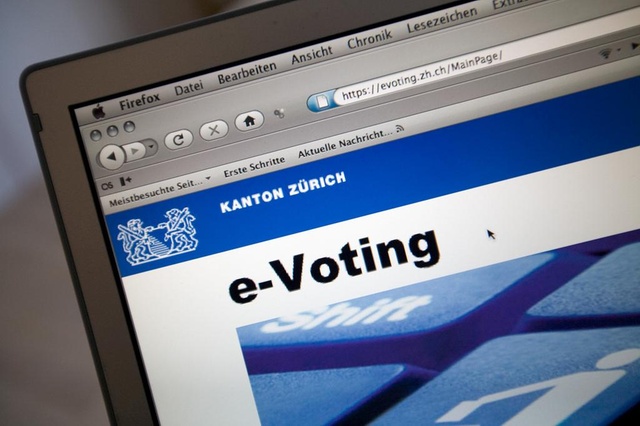 Firefox Datei Bearbeiten Ansicht Chronik Lesezeichen
https://evoting.zh.ch/MainPage/
Meistbesuchte Seit... Erste Schritte Aktuelle Nachricht...
KANTON ZÜRICH
e-Voting
Shift